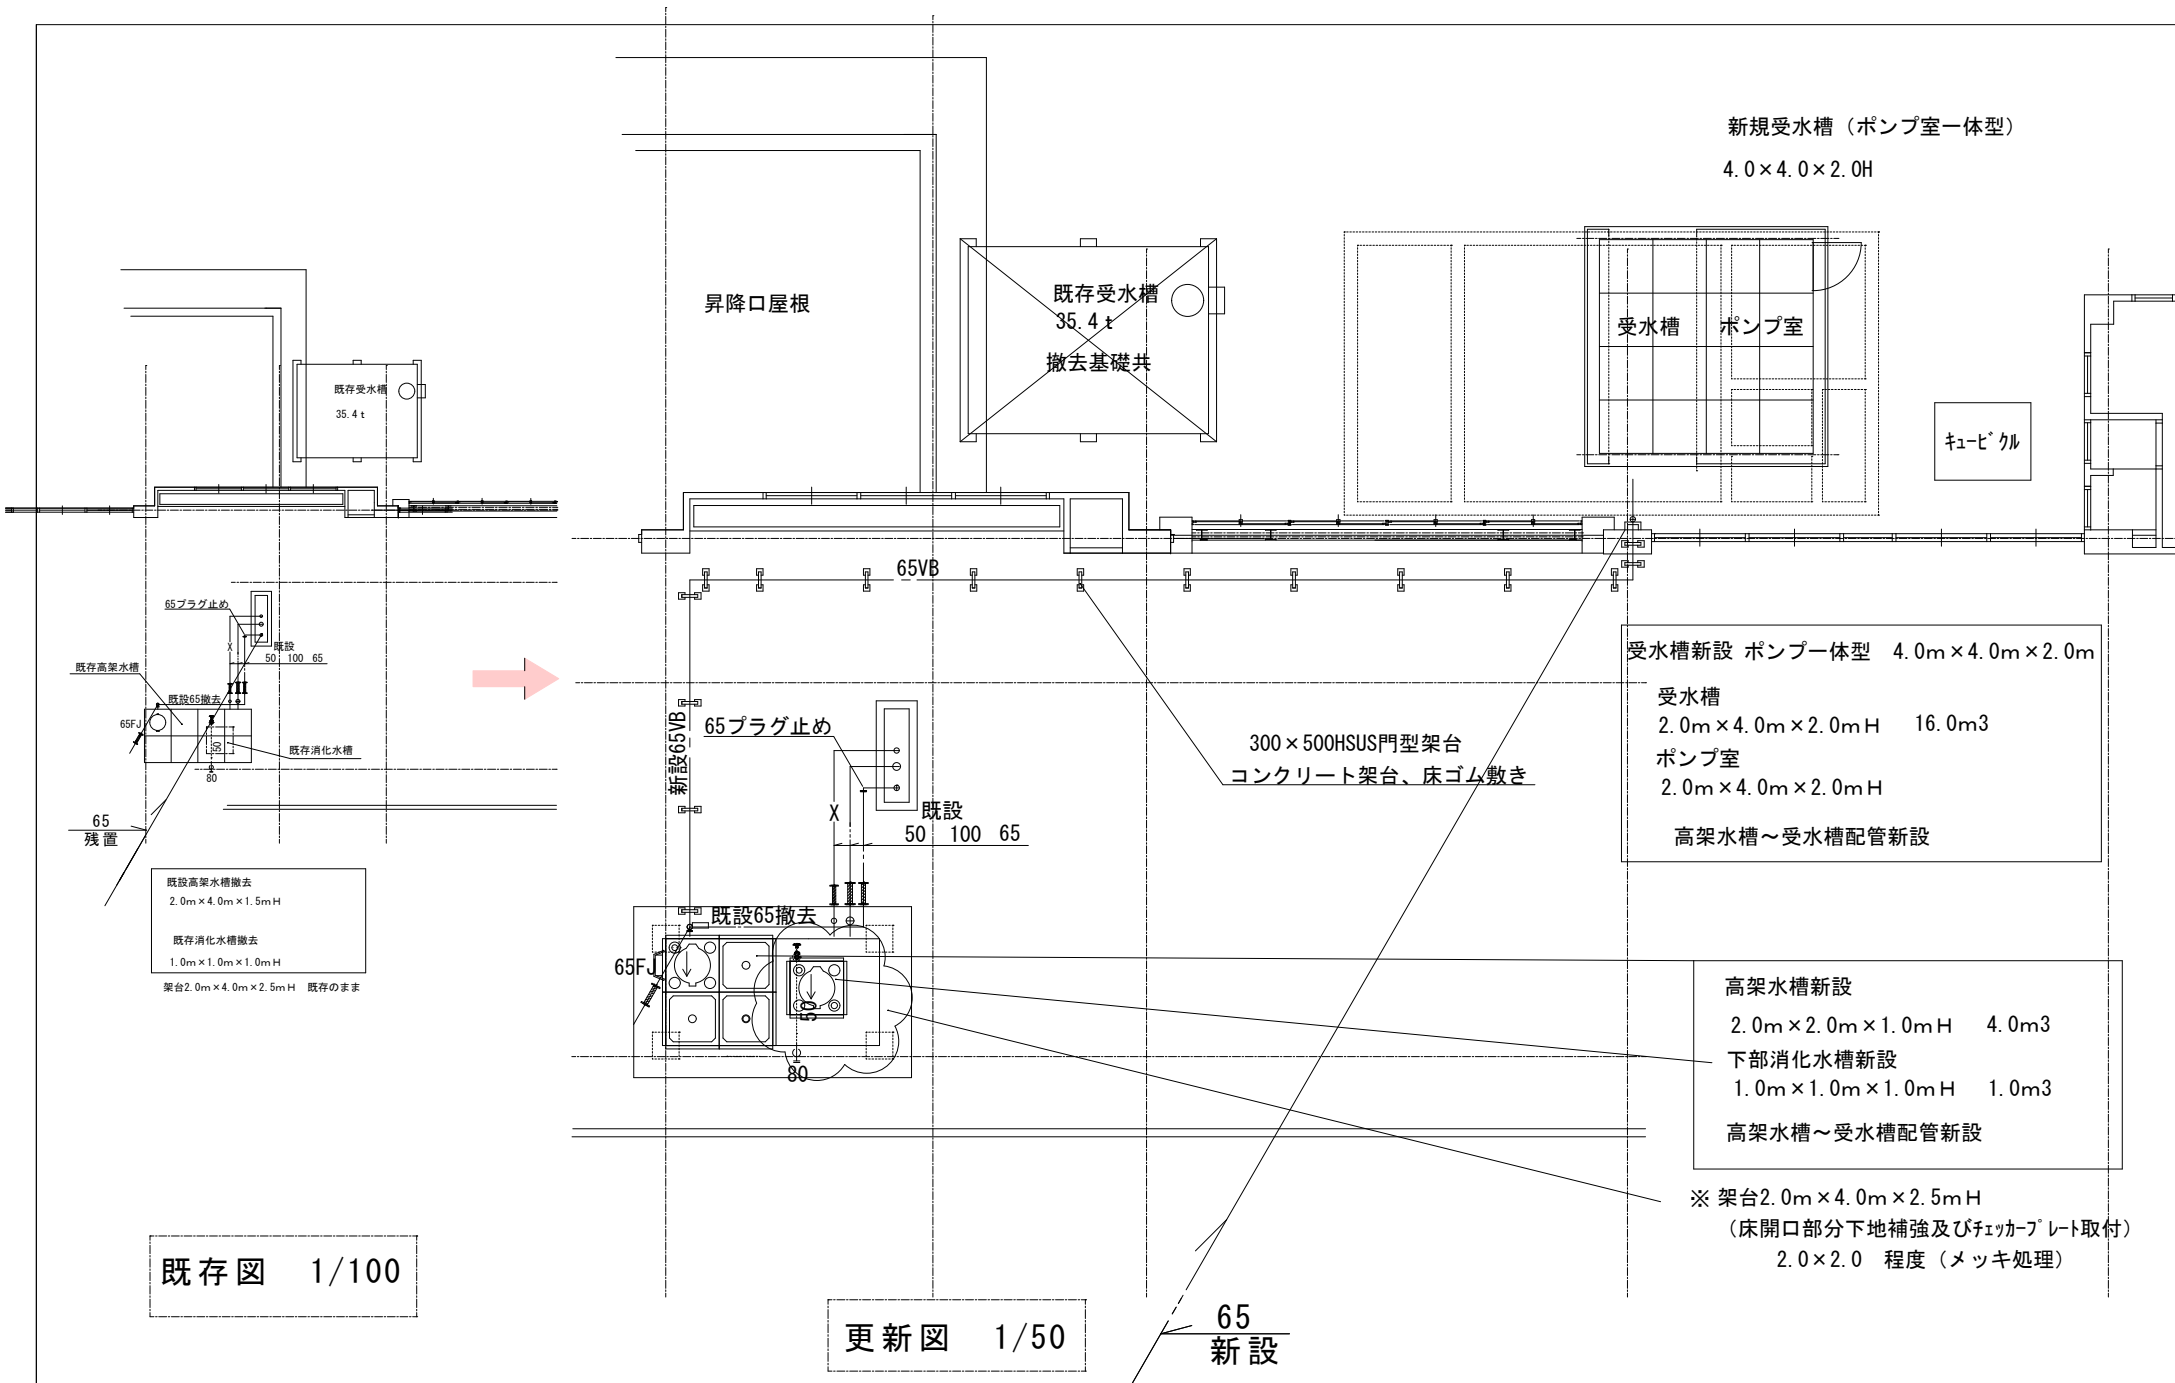 新規受水槽（ポンプ室一体型）
4.0×4.0×2.0H
昇降口屋根
既存受水槽
35.4ｔ
撤去基礎共
受水槽
ポンプ室
ｷｭｰﾋﾞｸﾙ
既存受水槽
35.4ｔ
65VB
65プラグ止め
X
既設
50 100 65
既存高架水槽
既設65撤去
65FJ
50
既存消化水槽
80
65
残置
既設高架水槽撤去
2.0m×4.0m×1.5mＨ
既存消化水槽撤去
1.0m×1.0m×1.0mＨ
架台2.0m×4.0m×2.5mＨ 既存のまま
新設65VB
65プラグ止め
X
既設
50 100 65
300×500HSUS門型架台
コンクリート架台、床ゴム敷き
受水槽新設 ポンプ一体型 4.0m×4.0m×2.0m
受水槽
2.0m×4.0m×2.0mＨ 16.0m3
ポンプ室
2.0m×4.0m×2.0mＨ
高架水槽～受水槽配管新設
既設65撤去
65FJ
50
80
高架水槽新設
2.0m×2.0m×1.0mＨ 4.0m3
下部消化水槽新設
1.0m×1.0m×1.0mＨ 1.0m3
高架水槽～受水槽配管新設
※ 架台2.0m×4.0m×2.5mＨ
（床開口部分下地補強及びﾁｪｯｶｰﾌﾟﾚｰﾄ取付）
2.0×2.0 程度（メッキ処理）
既存図 1/100
更新図 1/50
65
新設